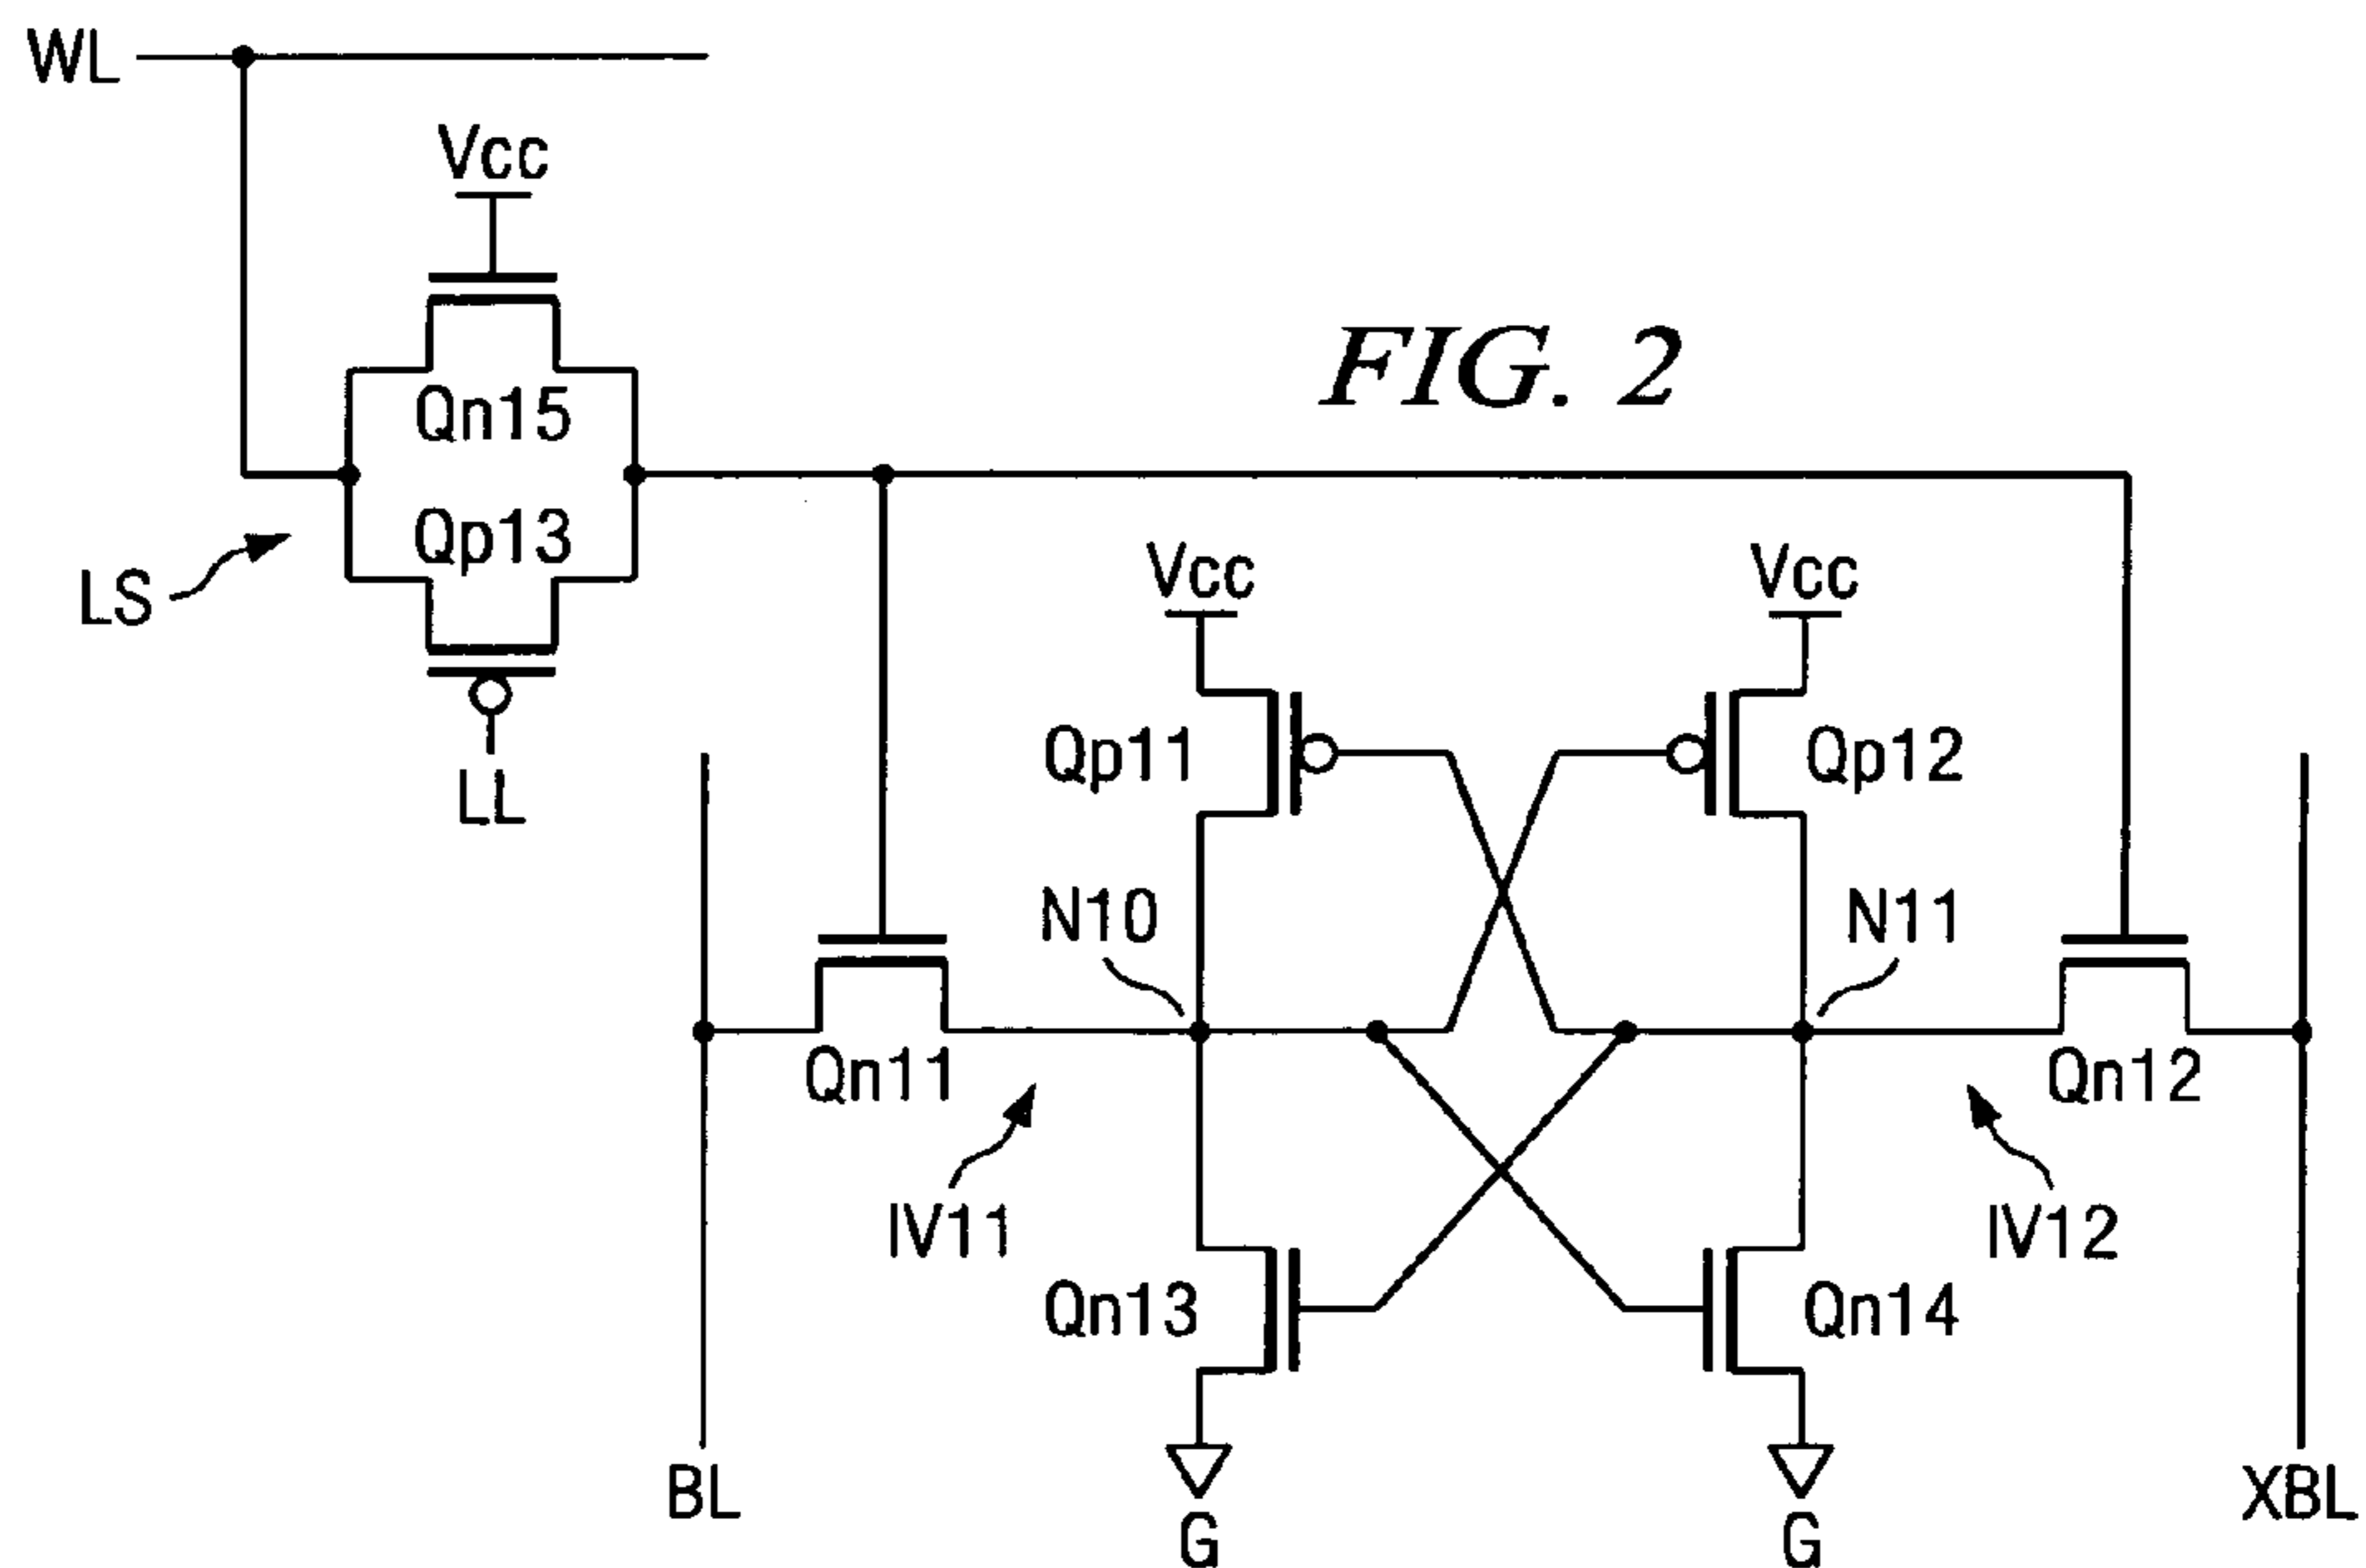 WL
Vcc
FIG. 2
Qn15
Qp13
LS
LL
Vcc
Vcc
Qp11
Qp12
N10
N11
Qn11
Qn12
IV11
IV12
Qn13
Qn14
BL
XBL
G
G